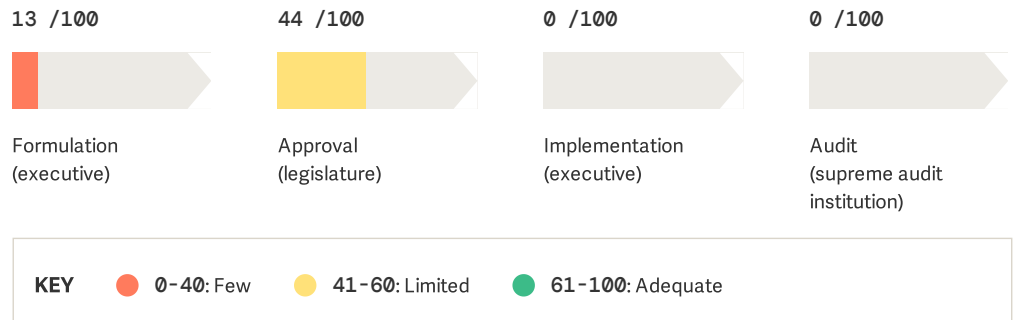 13 /100
44 /100
0 /100
0 /100
Formulation
(executive)
Approval
(legislature)
Implementation
(executive)
Audit
(supreme audit
institution)
KEY
0-40: Few
41-60: Limited
61-100: Adequate